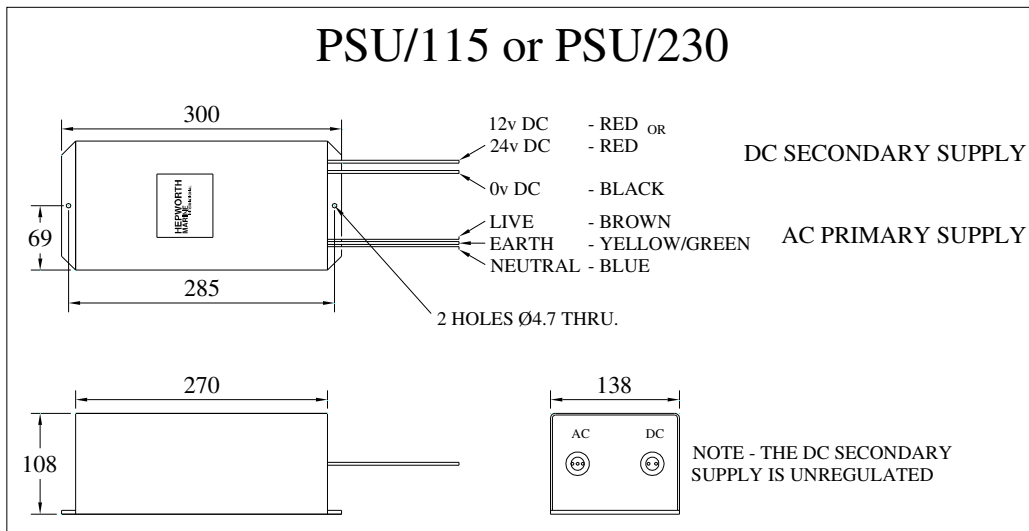 PSU/115 or PSU/230
300
12v DC - RED OR
24v DC - RED
DC SECONDARY SUPPLY
0v DC - BLACK
HEPWORTH
MARINE
69
LIVE - BROWN
EARTH - YELLOW/GREEN
AC PRIMARY SUPPLY
NEUTRAL - BLUE
285
2 HOLES Ø4.7 THRU.
270
138
108
AC DC
NOTE - THE DC SECONDARY
SUPPLY IS UNREGULATED